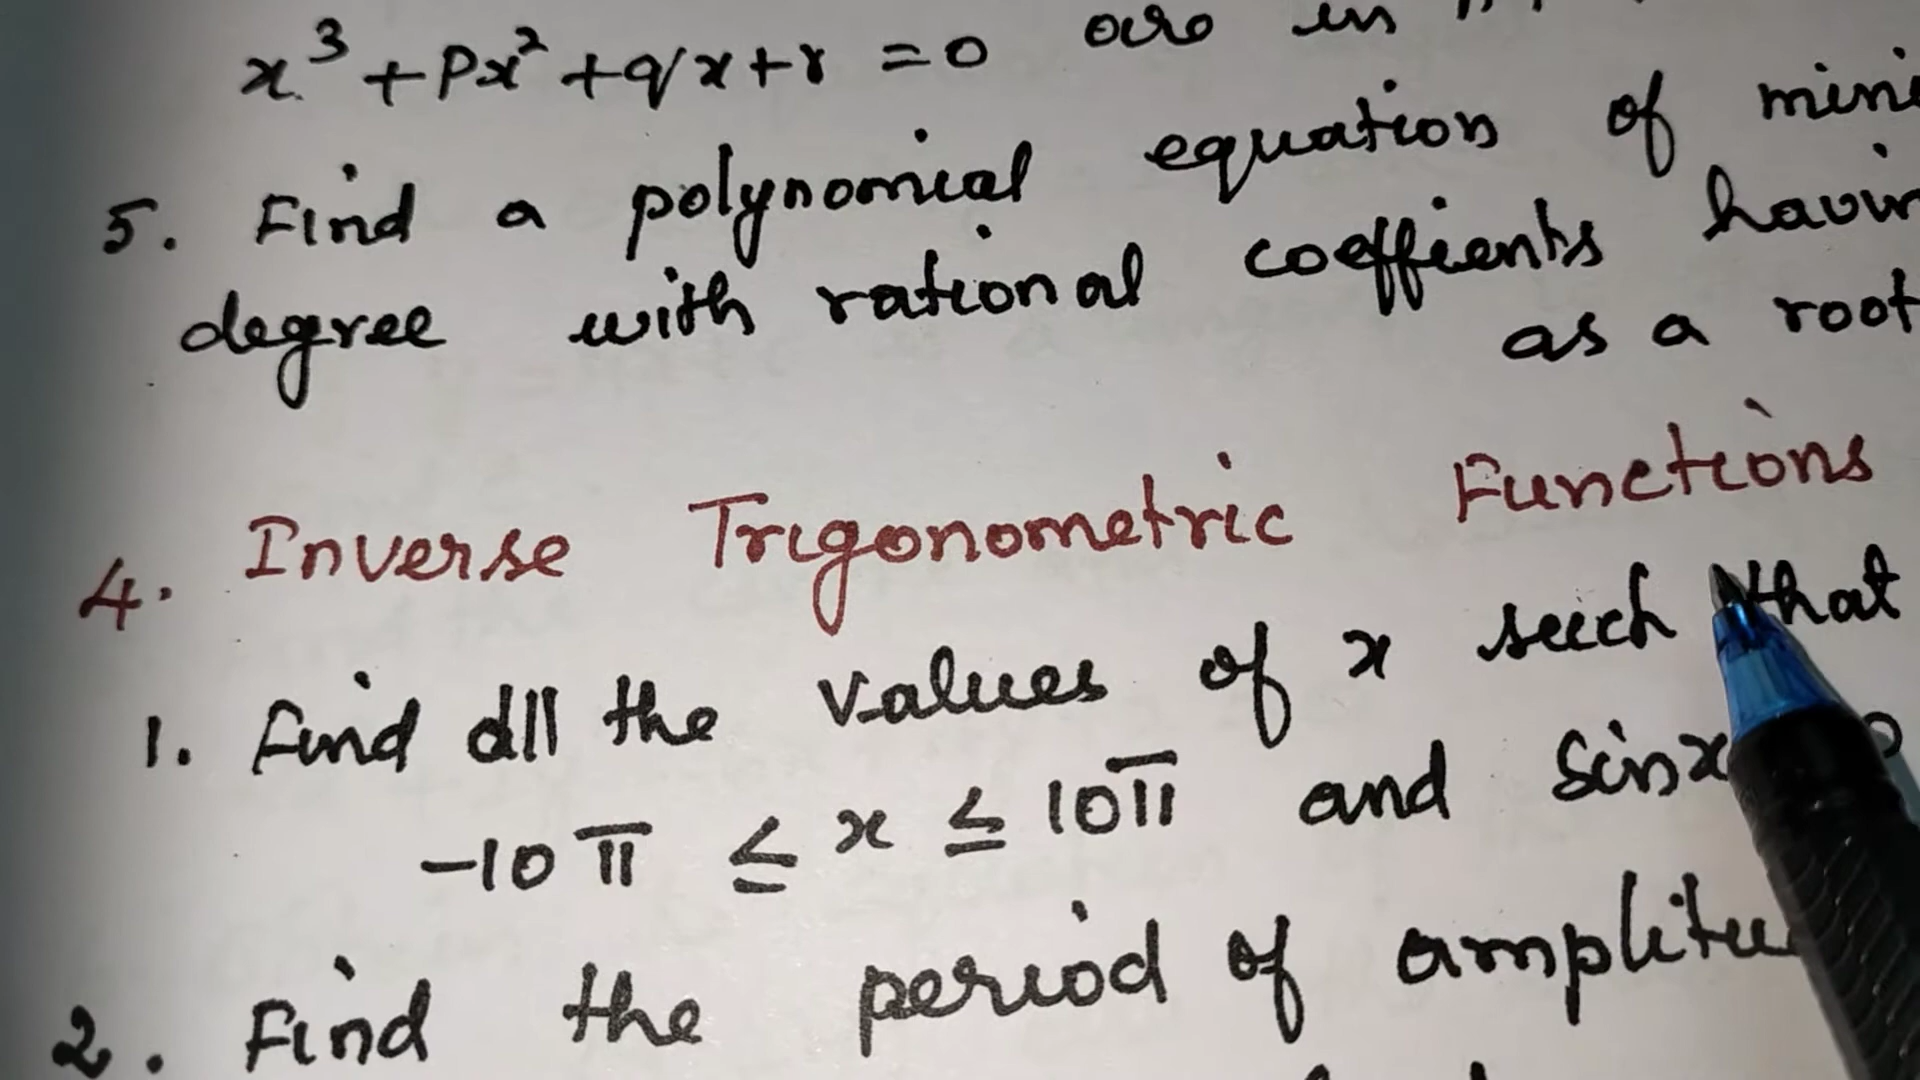 x³ + px² + qx + r = 0 are in
5. Find a polynomial equation of mini
degree with rational coeffients havin
as a root
4. Inverse Trigonometric Functions
1. Find all the values of x such that
-10π ≤ x ≤ 10π and sinx
2. Find the period of amplitu